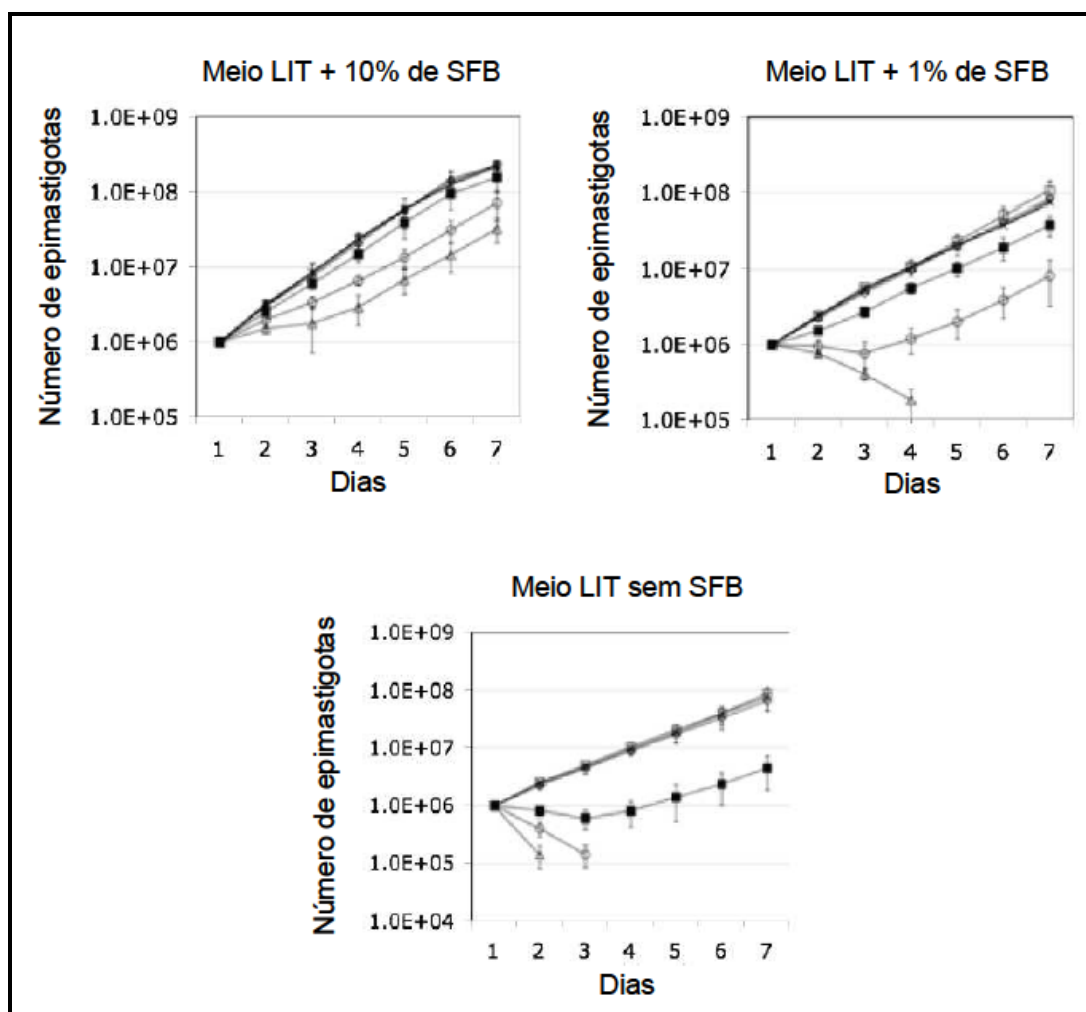 Meio LIT + 10% de SFB
Número de epimastigotas
1.0E+09
1.0E+08
1.0E+07
1.0E+06
1.0E+05
1 2 3 4 5 6 7
Dias
Meio LIT + 1% de SFB
Número de epimastigotas
1.0E+09
1.0E+08
1.0E+07
1.0E+06
1.0E+05
1 2 3 4 5 6 7
Dias
Meio LIT sem SFB
Número de epimastigotas
1.0E+09
1.0E+08
1.0E+07
1.0E+06
1.0E+05
1.0E+04
1 2 3 4 5 6 7
Dias